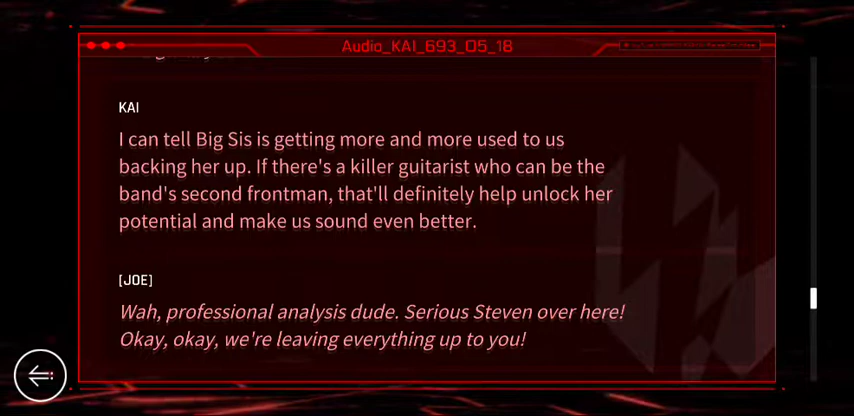 Audio_KAI_693_05_18
KAI
I can tell Big Sis is getting more and more used to us
backing her up. If there's a killer guitarist who can be the
band's second frontman, that'll definitely help unlock her
potential and make us sound even better.
[JOE]
Wah, professional analysis dude. Serious Steven over here!
Okay, okay, we're leaving everything up to you!